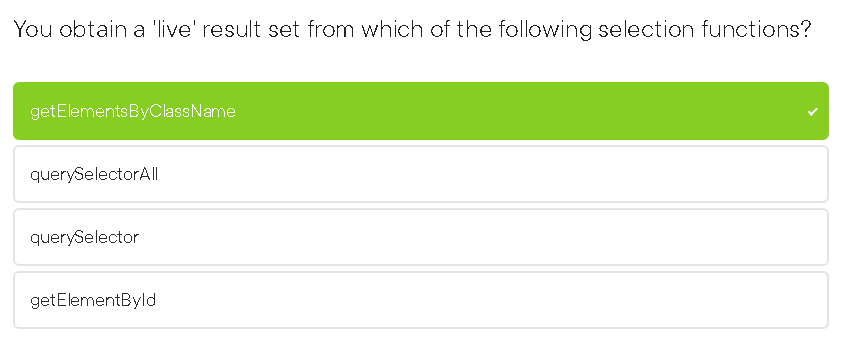 You obtain a 'live' result set from which of the following selection functions?
getElementsByClassName
querySelectorAll
querySelector
getElementById